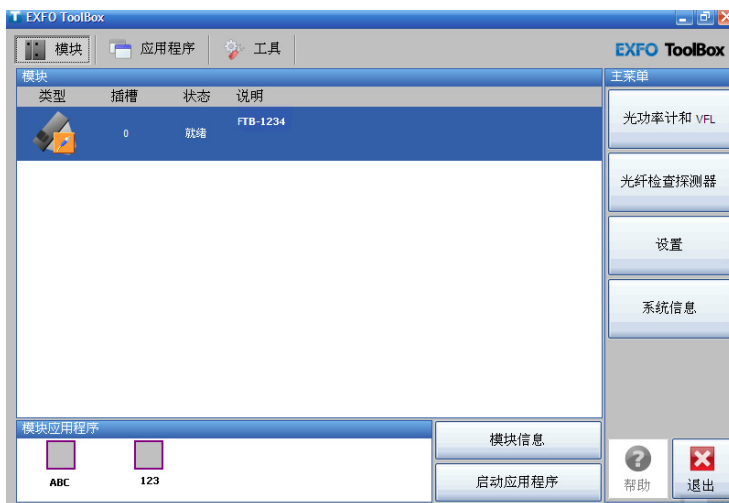 EXFO ToolBox
模块 应用程序 工具 EXFO ToolBox
模块 主菜单
类型 插槽 状态 说明
0 就绪 FTB-1234
光功率计和 VFL
光纤检查探测器
设置
系统信息
模块应用程序
ABC 123
模块信息
启动应用程序
帮助 退出